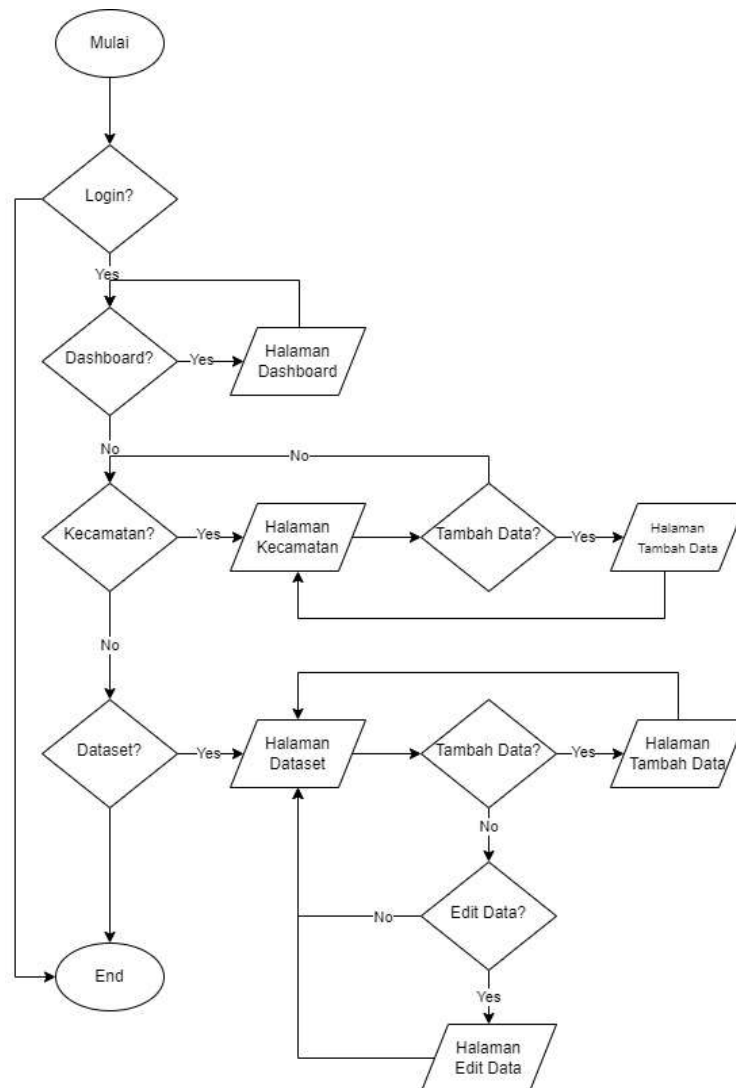 Mulai
Login?
Yes
Dashboard?
Yes
Halaman
Dashboard
No
No
Kecamatan?
Yes
Halaman
Kecamatan
Tambah Data?
Yes
Halaman
Tambah Data
No
Dataset?
Yes
Halaman
Dataset
Tambah Data?
Yes
Halaman
Tambah Data
No
Edit Data?
No
Yes
End
Halaman
Edit Data